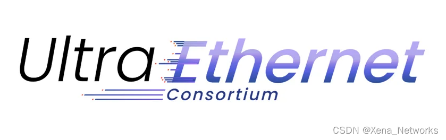 Ultra Ethernet
Consortium
CSDN @Xena_Networks